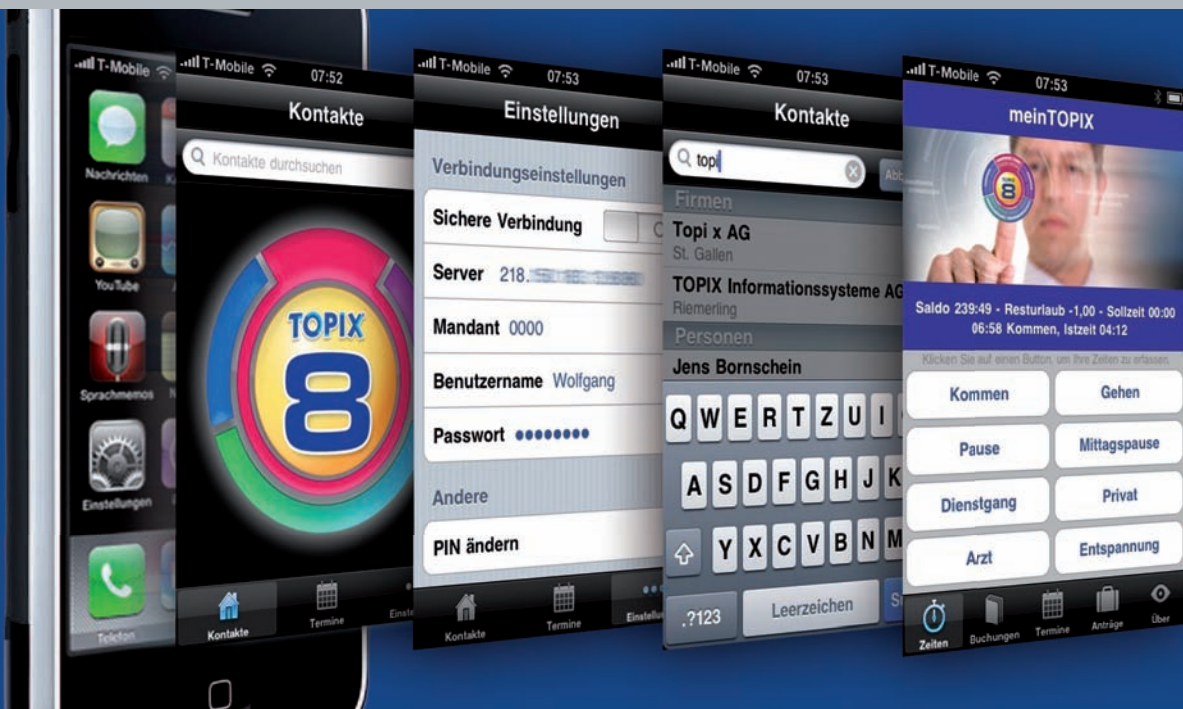 T-Mobile
Nachrichten
YouTube
Sprachmemos
Einstellungen
Telefon
T-Mobile
07:52
Kontakte
Kontakte durchsuchen
TOPIX
8
Kontakte
Termine
T-Mobile
07:53
Einstellungen
Verbindungseinstellungen
Sichere Verbindung
Server 218.
Mandant 0000
Benutzername Wolfgang
Passwort ●●●●●●●●
Andere
PIN ändern
Kontakte
Termine
T-Mobile
07:53
Kontakte
topi
Firmen
Topi x AG
St. Gallen
TOPIX Informationssysteme AG
Riemerling
Personen
Jens Bornschein
Q W E R T Z U I
A S D F G H J K
Y X C V B N M
.?123
Leerzeichen
T-Mobile
07:53
meinTOPIX
TOPIX
8
Saldo 239:49 - Resturlaub -1,00 - Sollzeit 00:00
06:58 Kommen, Istzeit 04:12
Klicken Sie auf einen Button, um Ihre Zeiten zu erfassen.
Kommen
Gehen
Pause
Mittagspause
Dienstgang
Privat
Arzt
Entspannung
Zeiten
Buchungen
Termine
Anträge
Über